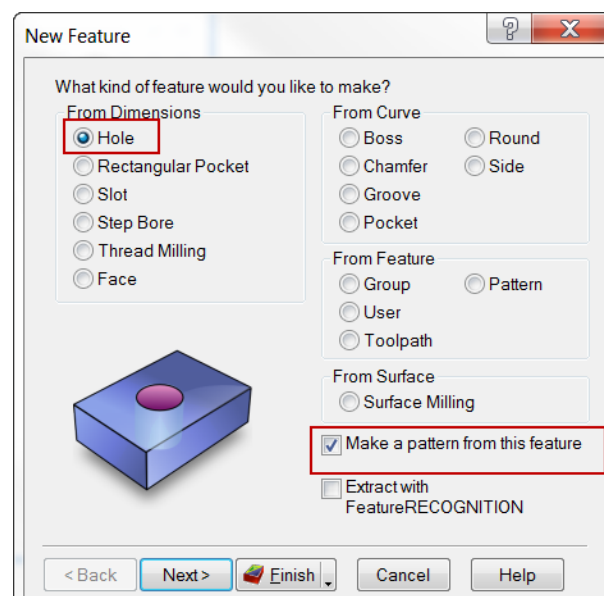 New Feature
What kind of feature would you like to make?
From Dimensions
Hole
Rectangular Pocket
Slot
Step Bore
Thread Milling
Face
From Curve
Boss
Round
Chamfer
Side
Groove
Pocket
From Feature
Group
Pattern
User
Toolpath
From Surface
Surface Milling
Make a pattern from this feature
Extract with
FeatureRECOGNITION
< Back
Next >
Finish
Cancel
Help